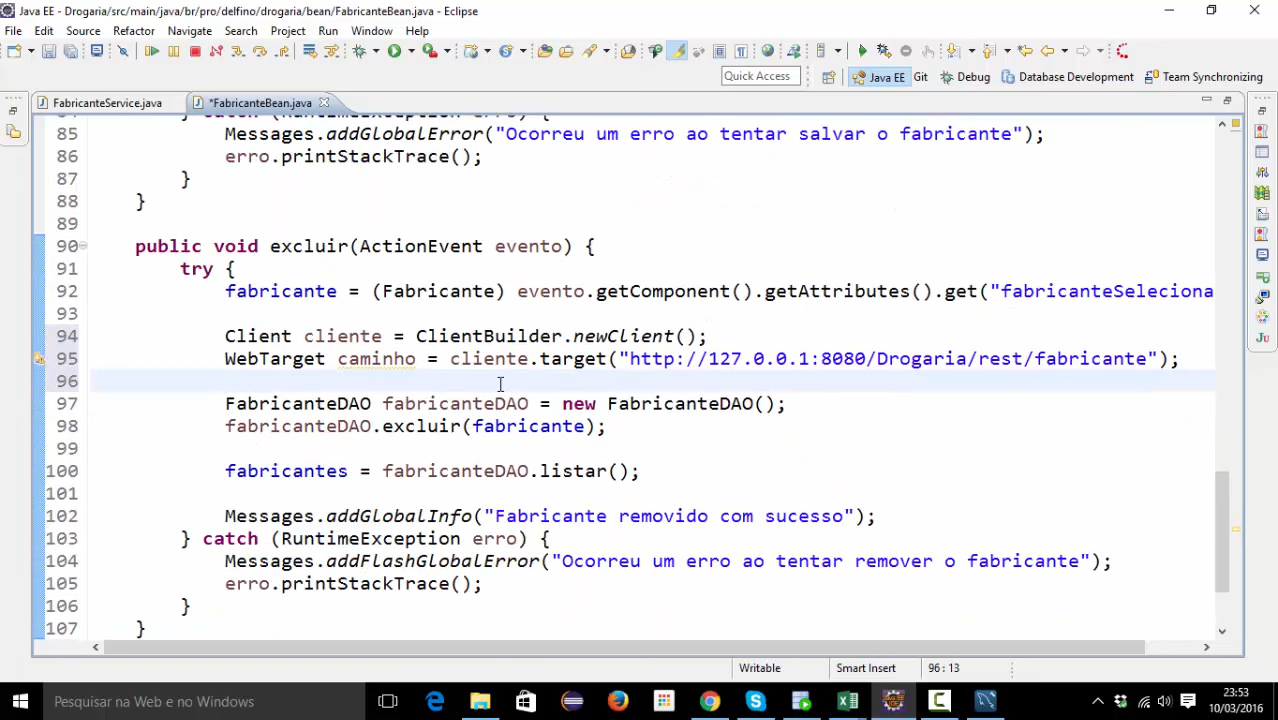 Java EE - Drogaria/src/main/java/br/pro/delfino/drogaria/bean/FabricanteBean.java - Eclipse
File Edit Source Refactor Navigate Search Project Run Window Help
Quick Access Java EE Git Debug Database Development Team Synchronizing
FabricanteService.java *FabricanteBean.java
85 Messages.addGlobalError("Ocorreu um erro ao tentar salvar o fabricante");
86 erro.printStackTrace();
87 }
88 }
89
90 public void excluir(ActionEvent evento) {
91 try {
92 fabricante = (Fabricante) evento.getComponent().getAttributes().get("fabricanteSeleciona
93
94 Client cliente = ClientBuilder.newClient();
95 WebTarget caminho = cliente.target("http://127.0.0.1:8080/Drogaria/rest/fabricante");
96
97 FabricanteDAO fabricanteDAO = new FabricanteDAO();
98 fabricanteDAO.excluir(fabricante);
99
100 fabricantes = fabricanteDAO.listar();
101
102 Messages.addGlobalInfo("Fabricante removido com sucesso");
103 } catch (RuntimeException erro) {
104 Messages.addFlashGlobalError("Ocorreu um erro ao tentar remover o fabricante");
105 erro.printStackTrace();
106 }
107 }
Writable Smart Insert 96 : 13
Pesquisar na Web e no Windows
23:53
10/03/2016